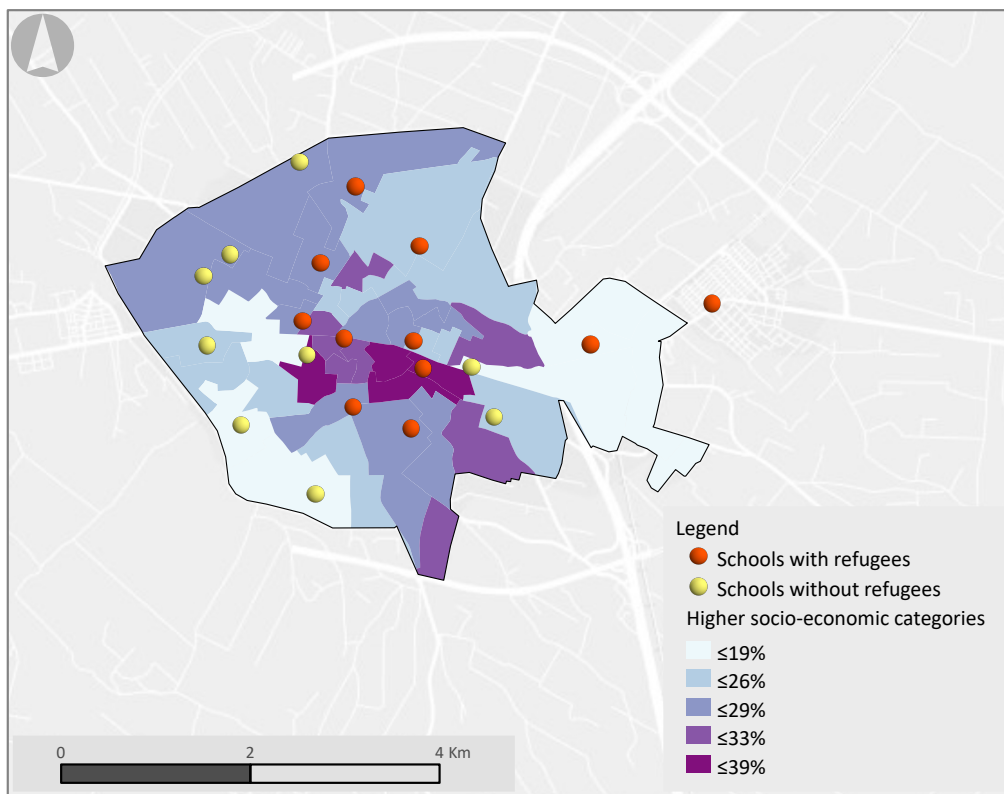 Legend
Schools with refugees
Schools without refugees
Higher socio-economic categories
≤19%
≤26%
≤29%
≤33%
≤39%
0 2 4 Km